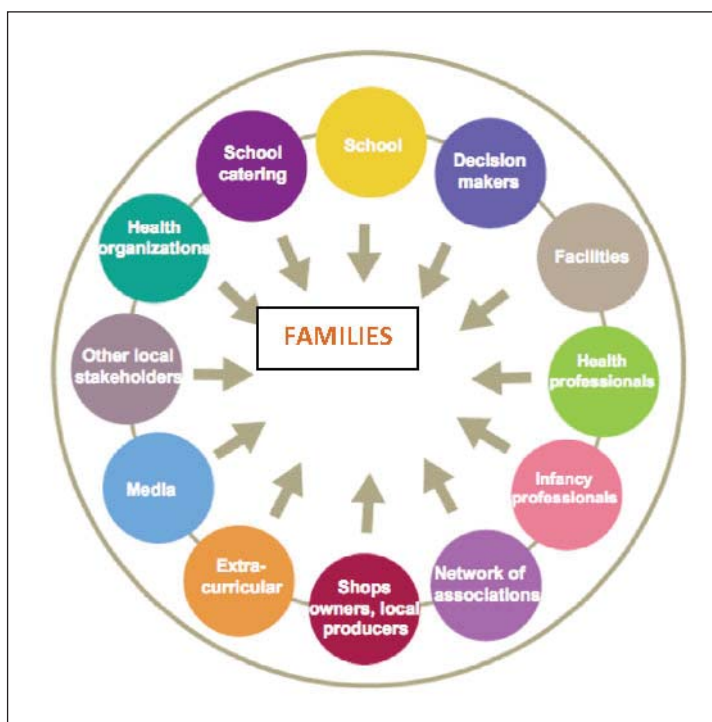 School
Decision
makers
Facilities
Health
professionals
Infancy
professionals
Network of
associations
Shops
owners, local
producers
Extra-
curricular
Media
Other local
stakeholders
Health
organizations
School
catering
FAMILIES